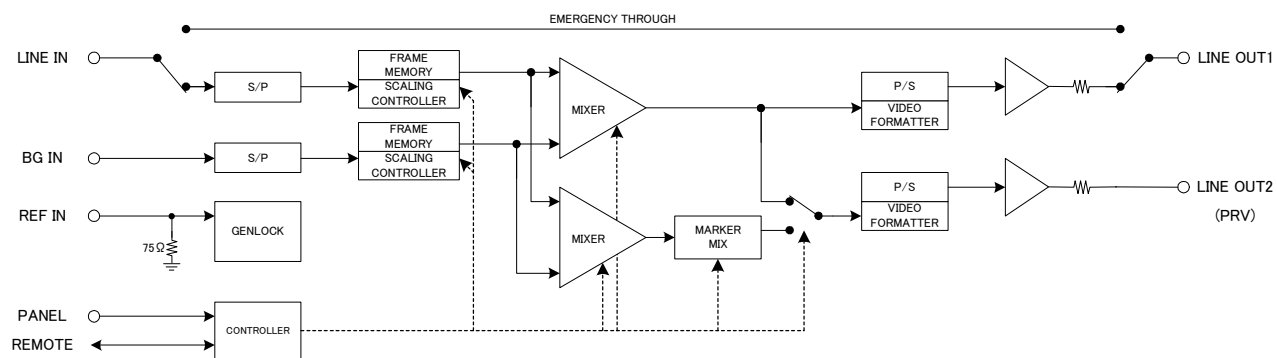 EMERGENCY THROUGH
LINE IN
S/P
FRAME
MEMORY
SCALING
CONTROLLER
MIXER
P/S
VIDEO
FORMATTER
LINE OUT1
BG IN
S/P
FRAME
MEMORY
SCALING
CONTROLLER
REF IN
75Ω
GENLOCK
MIXER
MARKER
MIX
P/S
VIDEO
FORMATTER
LINE OUT2
(PRV)
PANEL
REMOTE
CONTROLLER